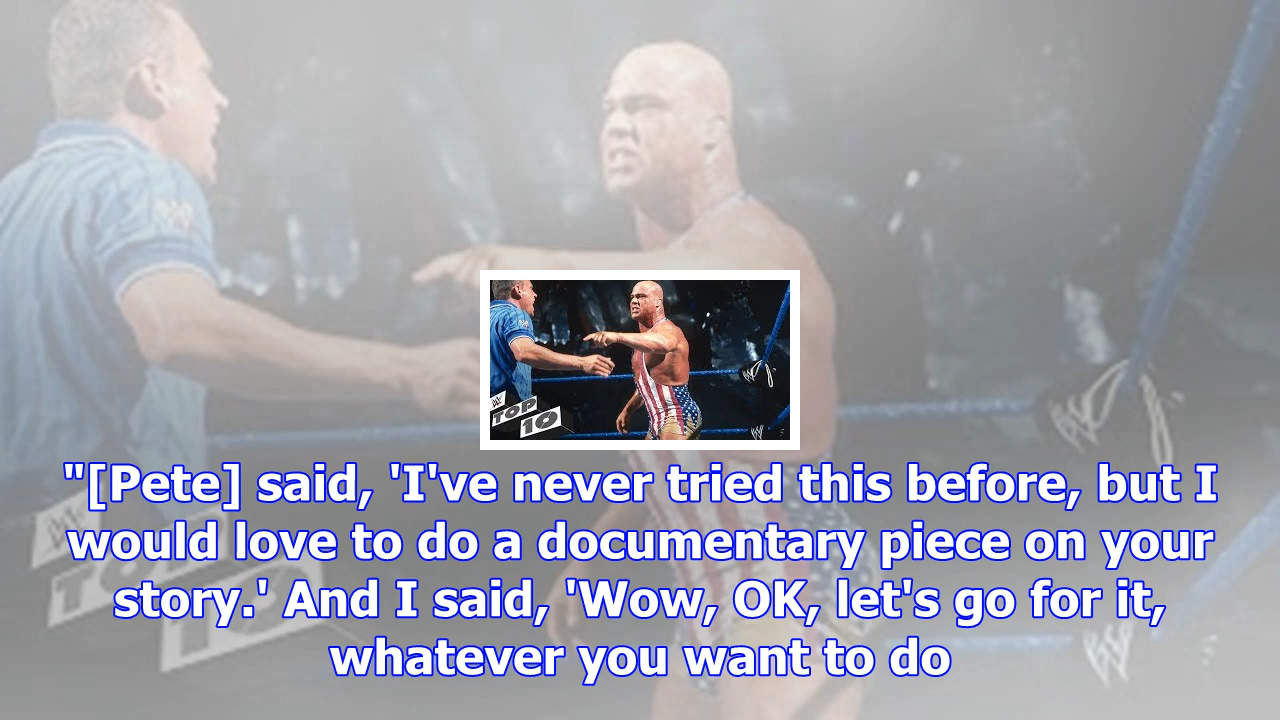 TOP
10
"[Pete] said, 'I've never tried this before, but I
would love to do a documentary piece on your
story.' And I said, 'Wow, OK, let's go for it,
whatever you want to do